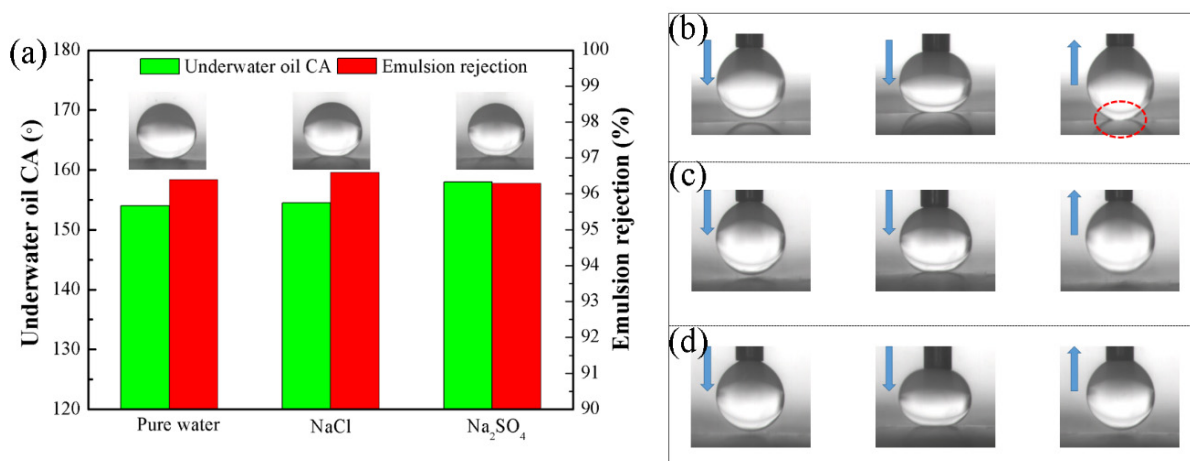 (a)
180
170
160
150
140
130
120
Underwater oil CA (°)
Underwater oil CA
Emulsion rejection
100
99
98
97
96
95
94
93
92
91
90
Emulsion rejection (%)
Pure water
NaCl
Na₂SO₄
(b)
(c)
(d)